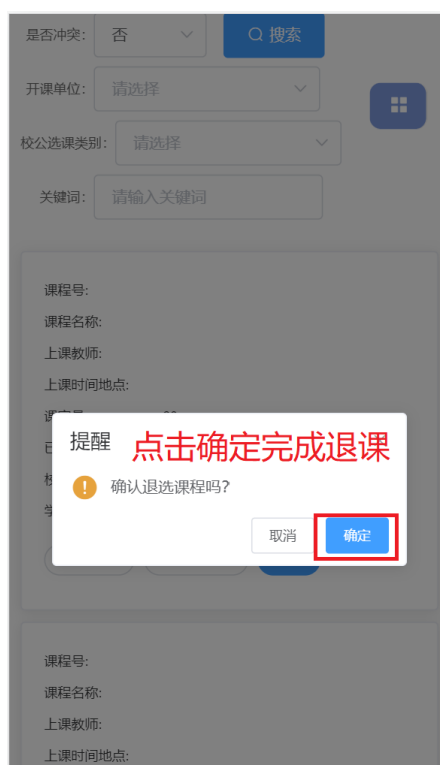 是否冲突: 否 搜索
开课单位: 请选择
校公选课类别: 请选择
关键词: 请输入关键词
课程号:
课程名称:
上课教师:
上课时间地点:
提醒 点击确定完成退课
确认退选课程吗?
取消 确定
课程号:
课程名称:
上课教师:
上课时间地点: